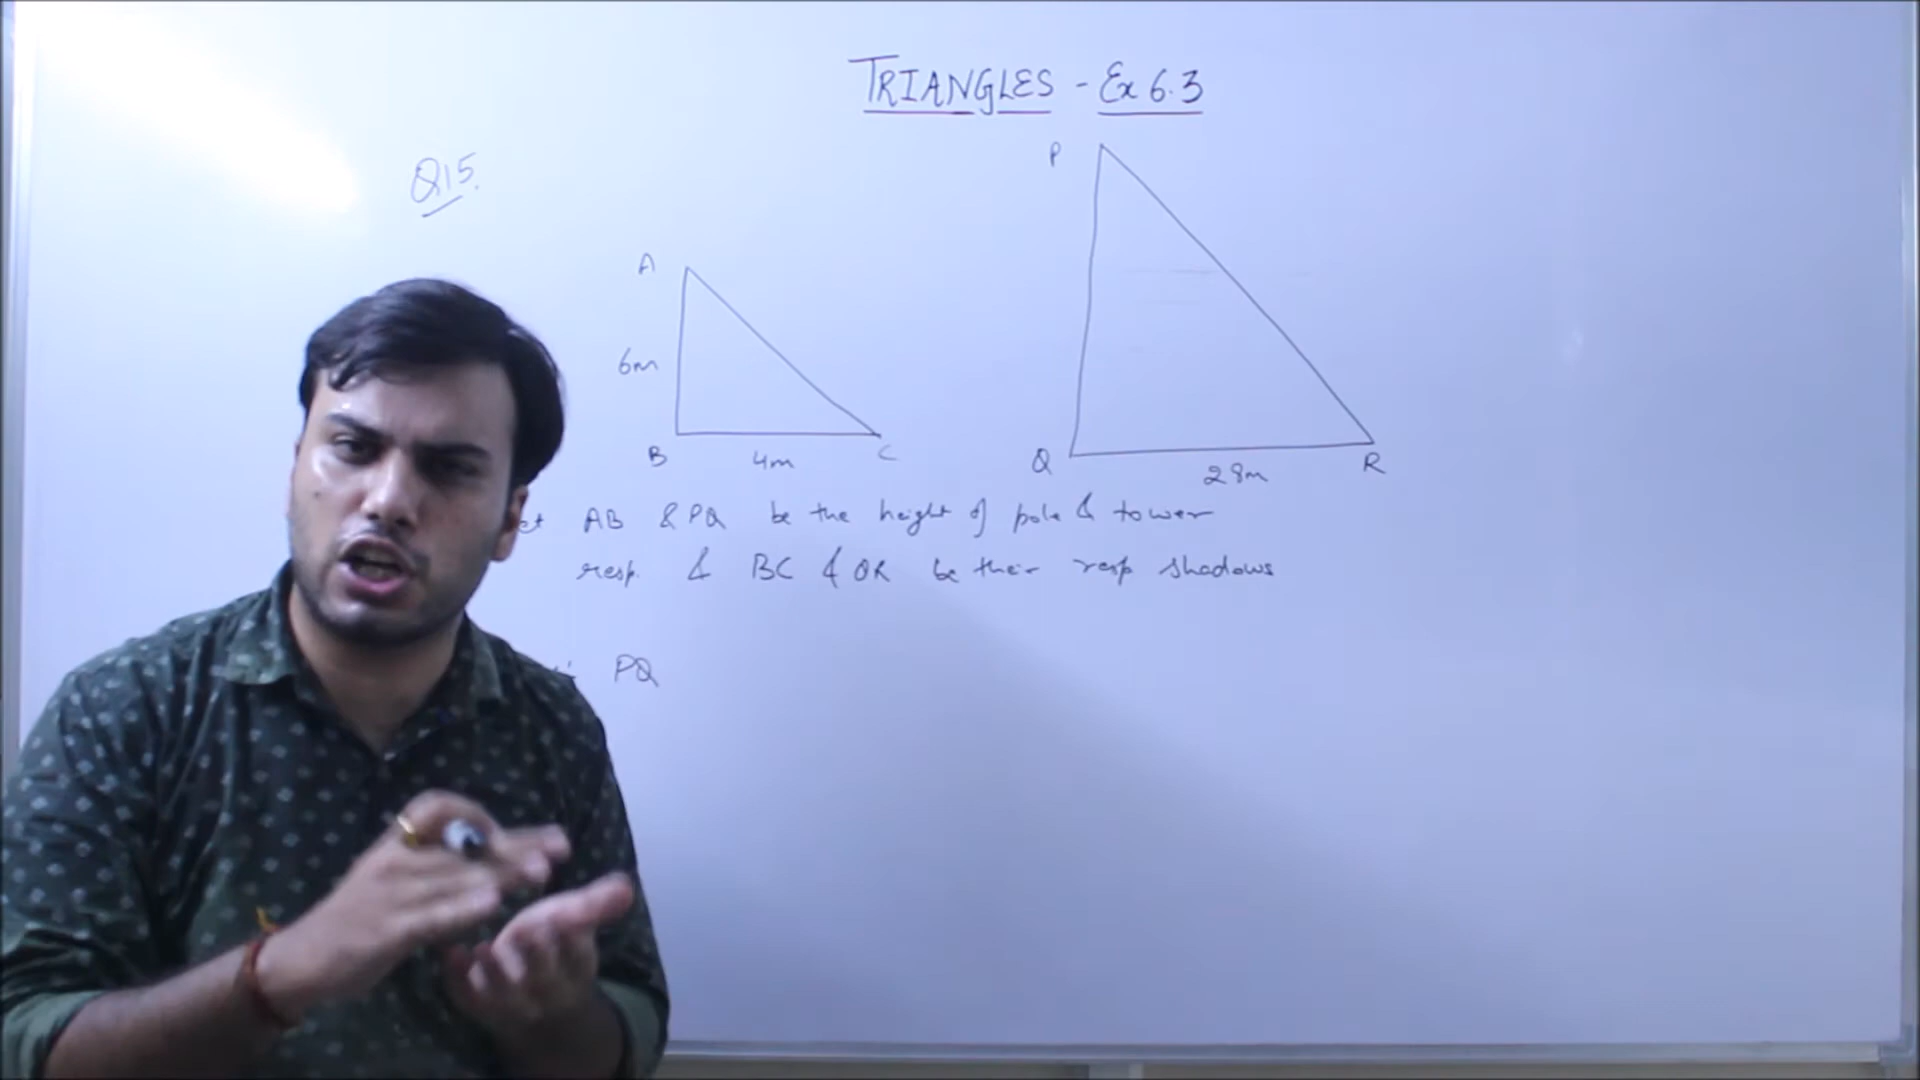 TRIANGLES - Ex 6.3
Q15.
P
A
6m
B 4m C
Q 28m R
AB & PQ be the height of pole & tower
resp. & BC & QR be their resp shadows
PQ